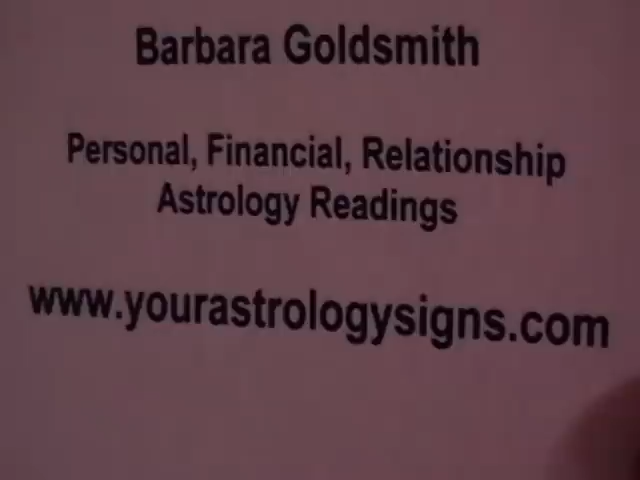 Barbara Goldsmith
Personal, Financial, Relationship
Astrology Readings
www.yourastrologysigns.com